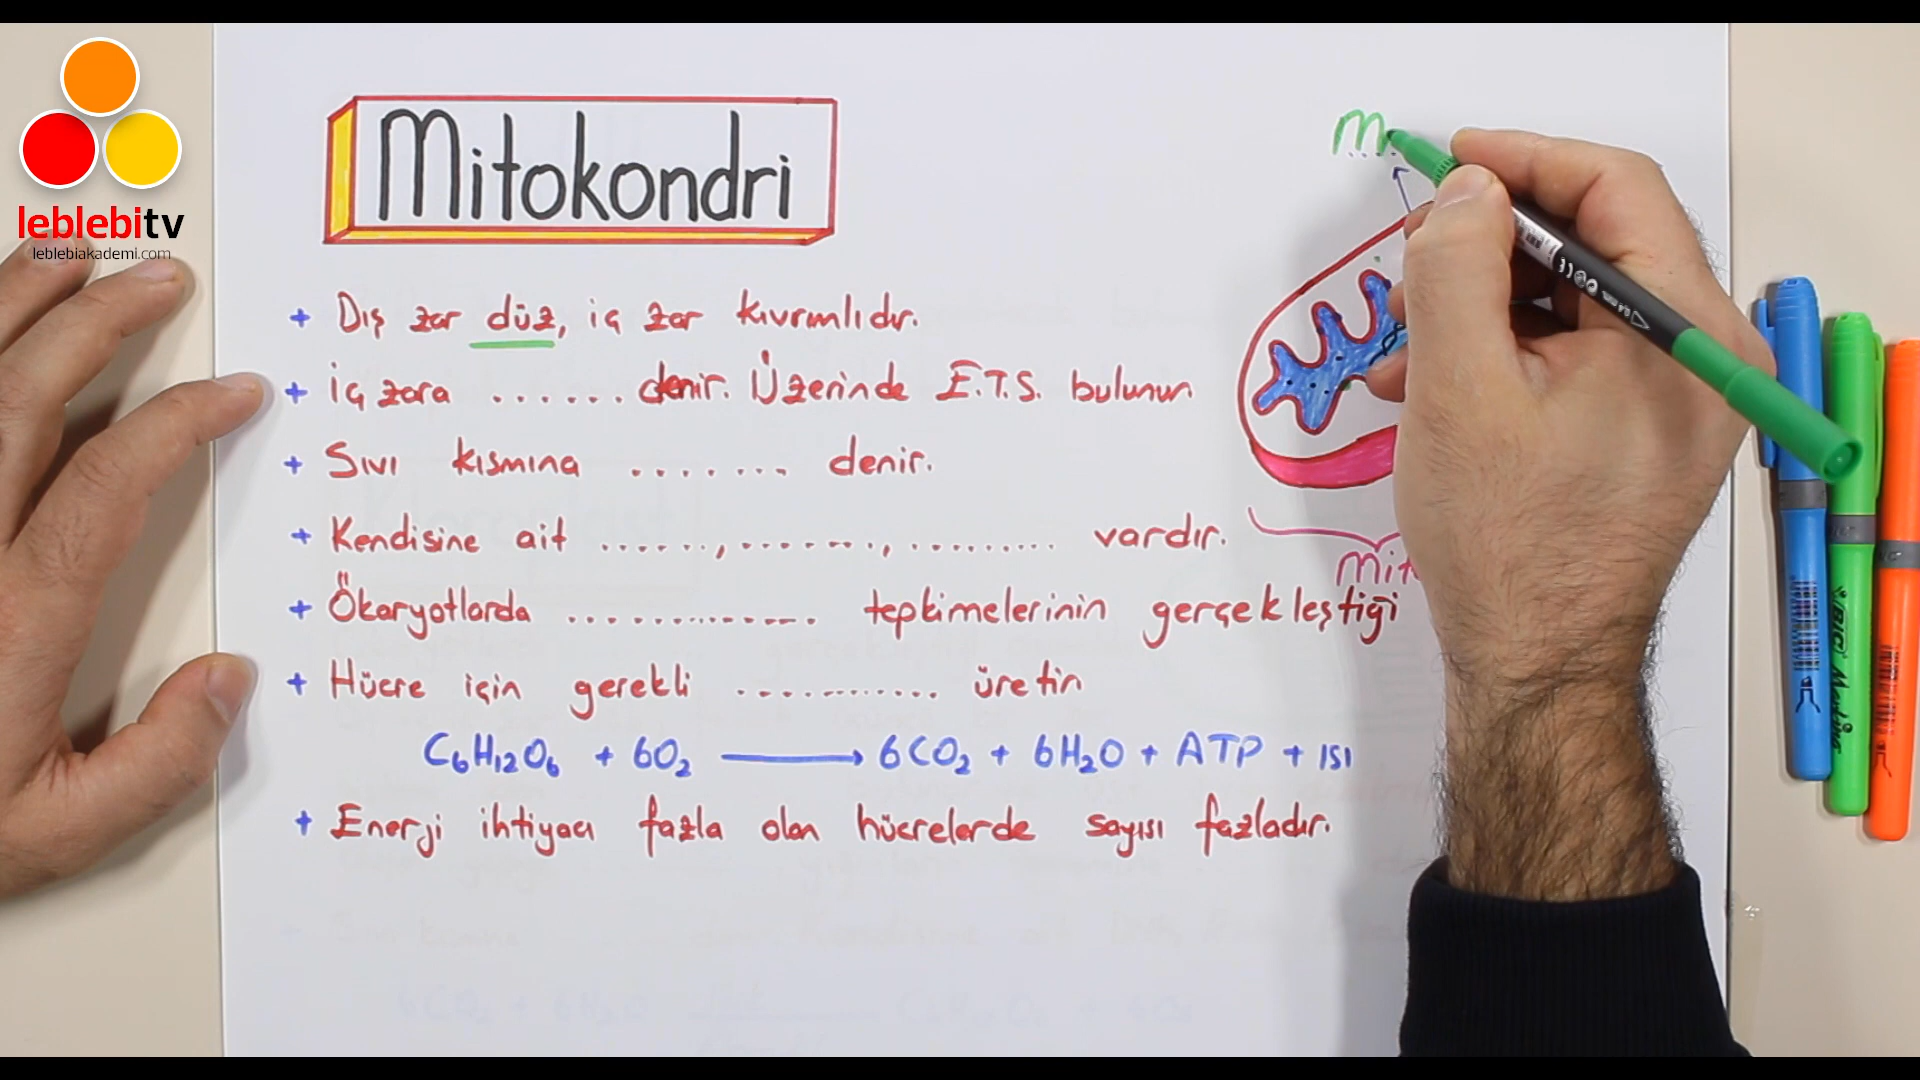 leblebitv
leblebiakademi.com
Mitokondri
M
+ Dış zar düz, iç zar kıvrımlıdır.
+ İç zara ...... denir. Üzerinde E.T.S. bulunur
+ Sıvı kısmına ....... denir.
+ Kendisine ait ......, ......., ......... vardır.
Mito
+ Ökaryotlarda ............. tepkimelerinin gerçekleştiği
+ Hücre için gerekli ............ üretir
C₆H₁₂O₆ + 6O₂ → 6CO₂ + 6H₂O + ATP + ısı
+ Enerji ihtiyacı fazla olan hücrelerde sayısı fazladır.